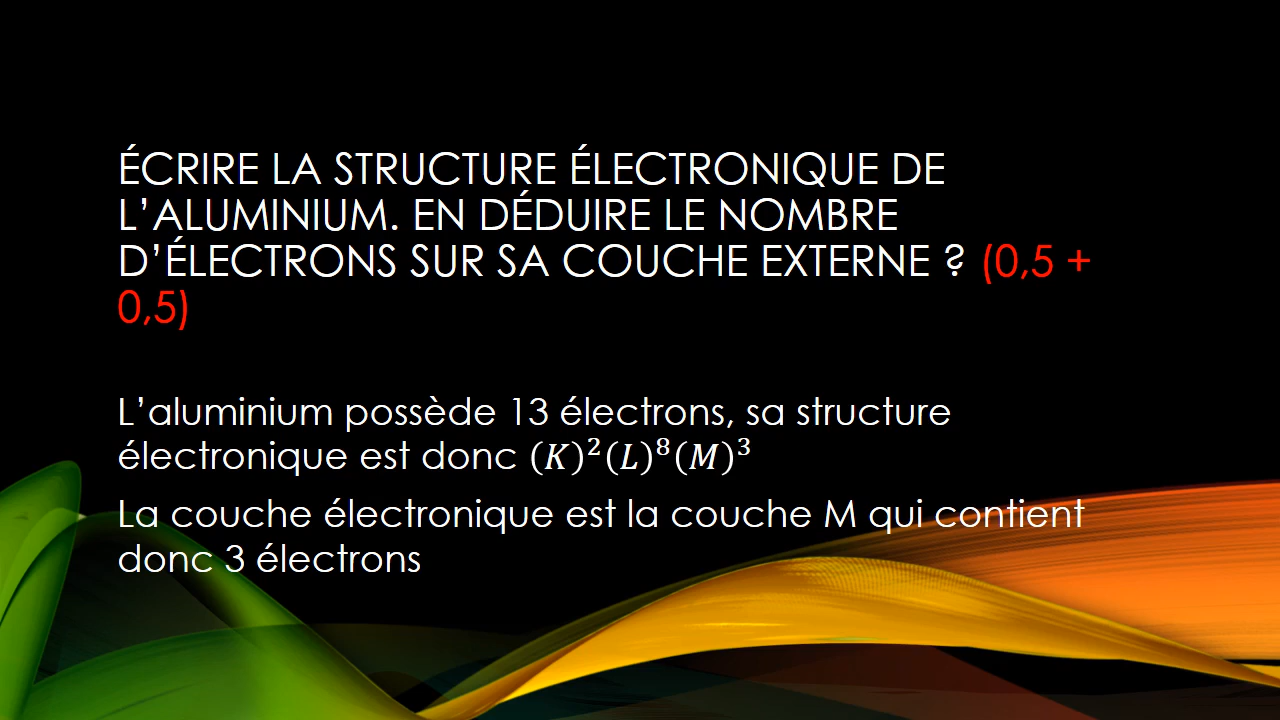 ÉCRIRE LA STRUCTURE ÉLECTRONIQUE DE
L’ALUMINIUM. EN DÉDUIRE LE NOMBRE
D’ÉLECTRONS SUR SA COUCHE EXTERNE ? (0,5 +
0,5)
L’aluminium possède 13 électrons, sa structure
électronique est donc (K)²(L)⁸(M)³
La couche électronique est la couche M qui contient
donc 3 électrons